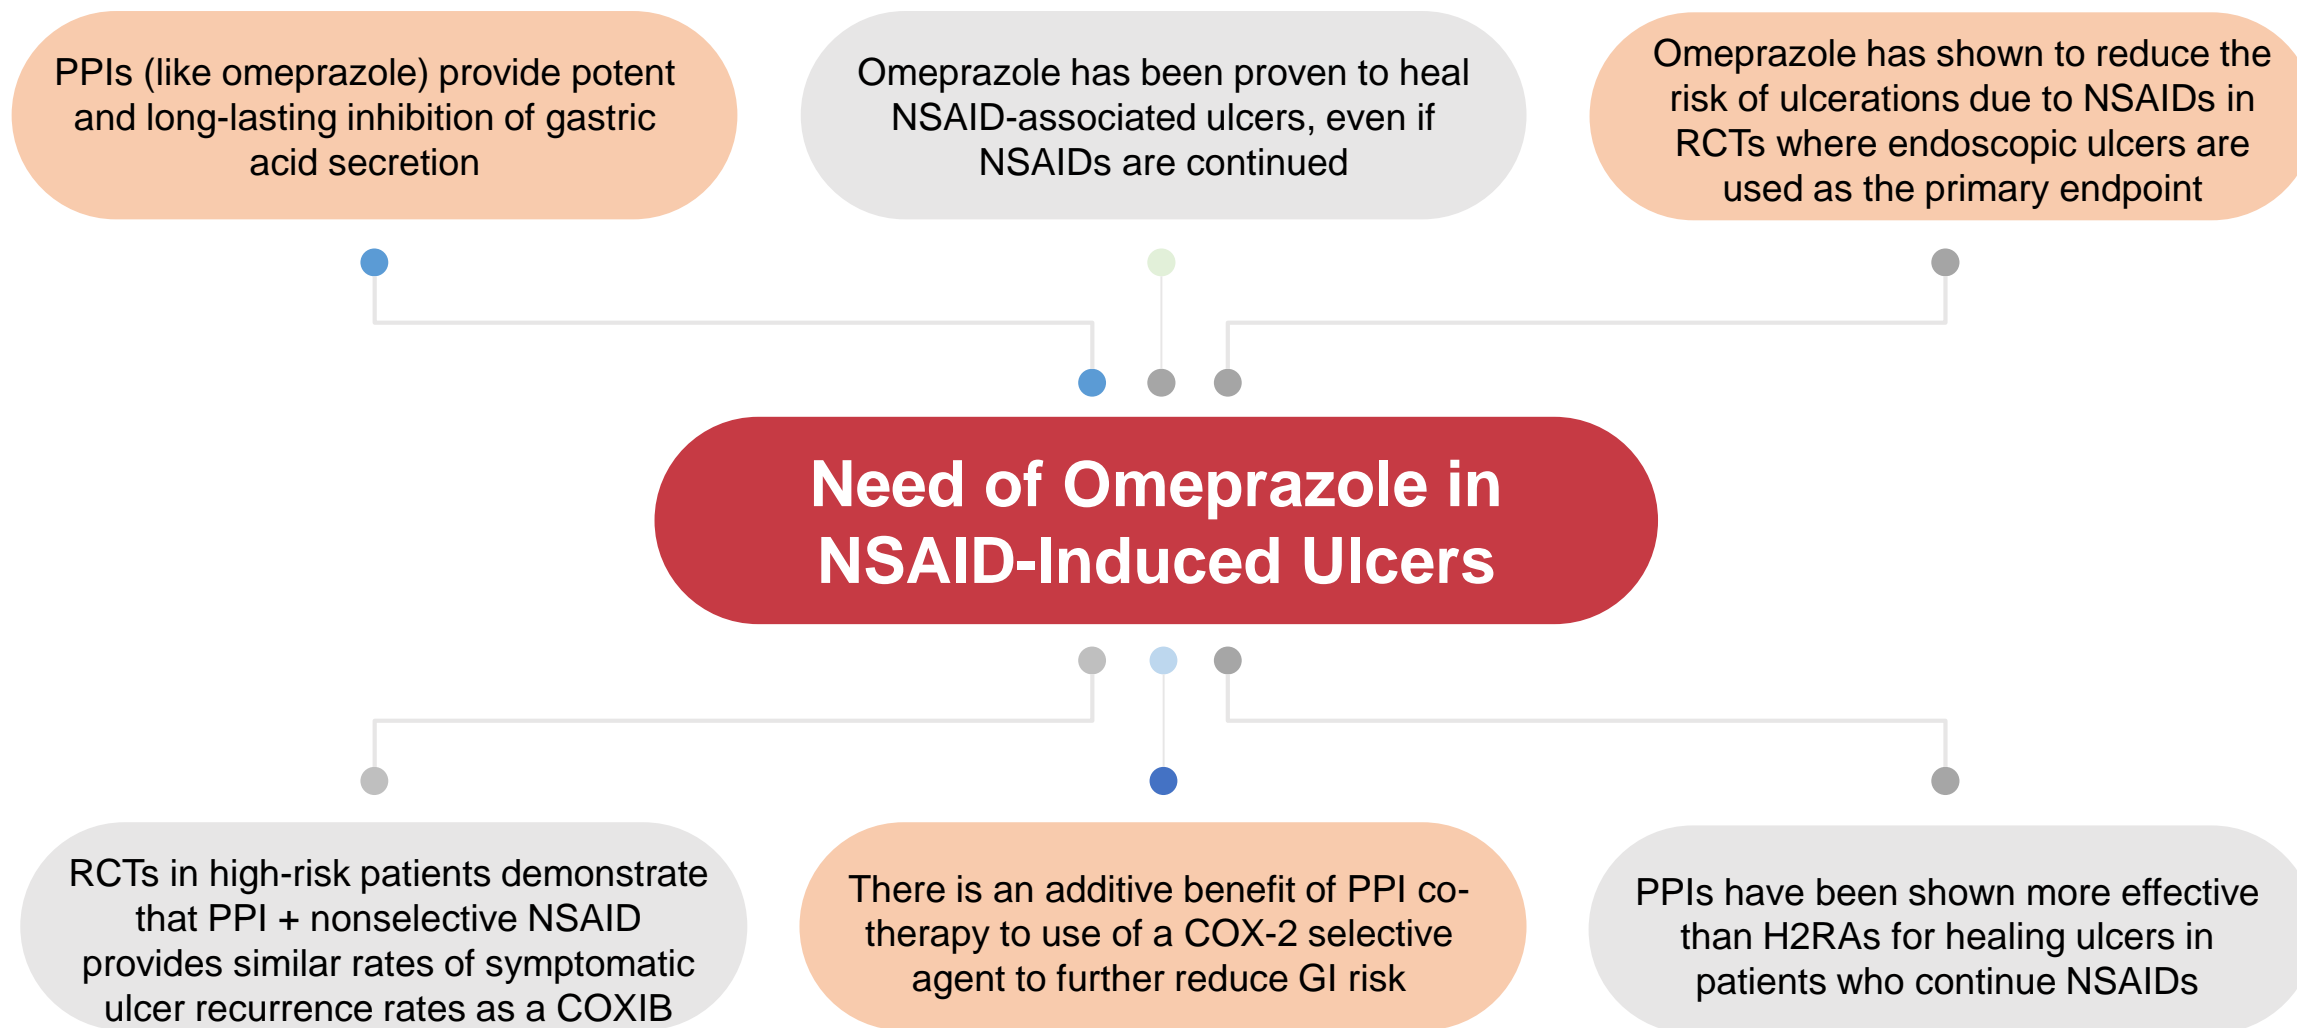 PPIs (like omeprazole) provide potent
and long-lasting inhibition of gastric
acid secretion
Omeprazole has been proven to heal
NSAID-associated ulcers, even if
NSAIDs are continued
Omeprazole has shown to reduce the
risk of ulcerations due to NSAIDs in
RCTs where endoscopic ulcers are
used as the primary endpoint
Need of Omeprazole in
NSAID-Induced Ulcers
RCTs in high-risk patients demonstrate
that PPI + nonselective NSAID
provides similar rates of symptomatic
ulcer recurrence rates as a COXIB
There is an additive benefit of PPI co-
therapy to use of a COX-2 selective
agent to further reduce GI risk
PPIs have been shown more effective
than H2RAs for healing ulcers in
patients who continue NSAIDs